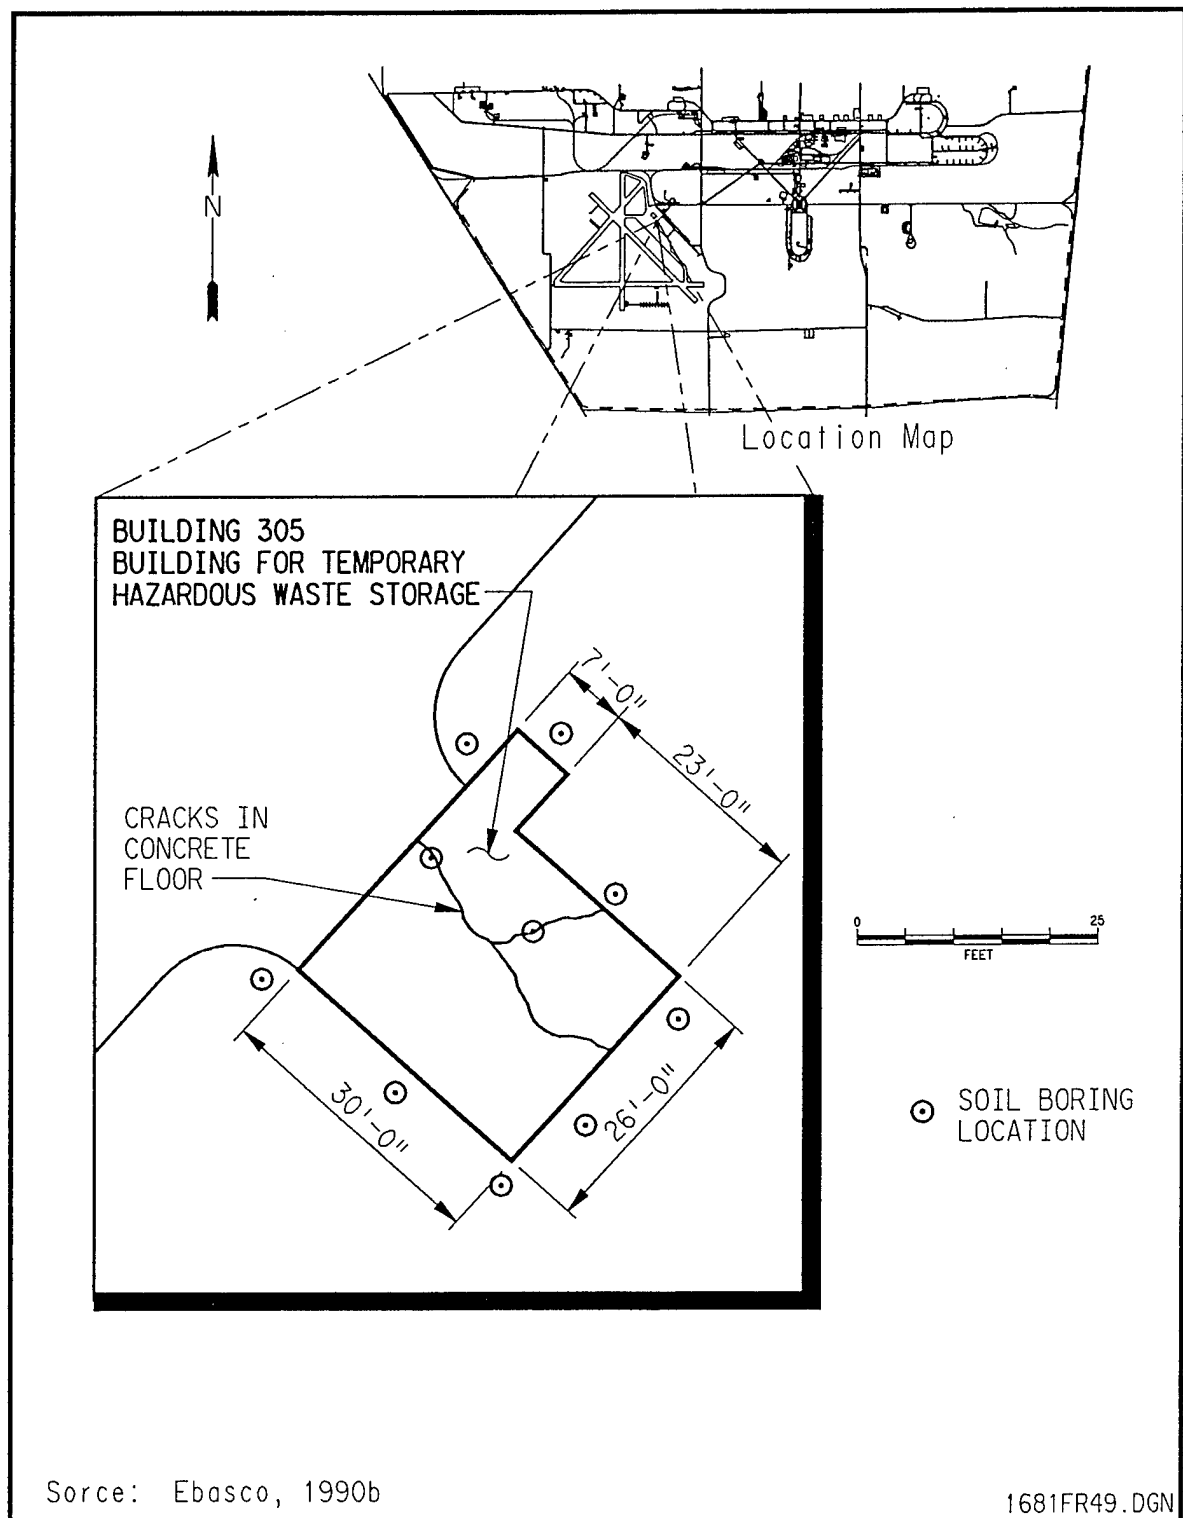 N
Location Map
BUILDING 305
BUILDING FOR TEMPORARY
HAZARDOUS WASTE STORAGE
7'-0"
23'-0"
CRACKS IN
CONCRETE
FLOOR
0 25
FEET
30'-0"
26'-0"
SOIL BORING
LOCATION
Sorce: Ebasco, 1990b
1681FR49.DGN